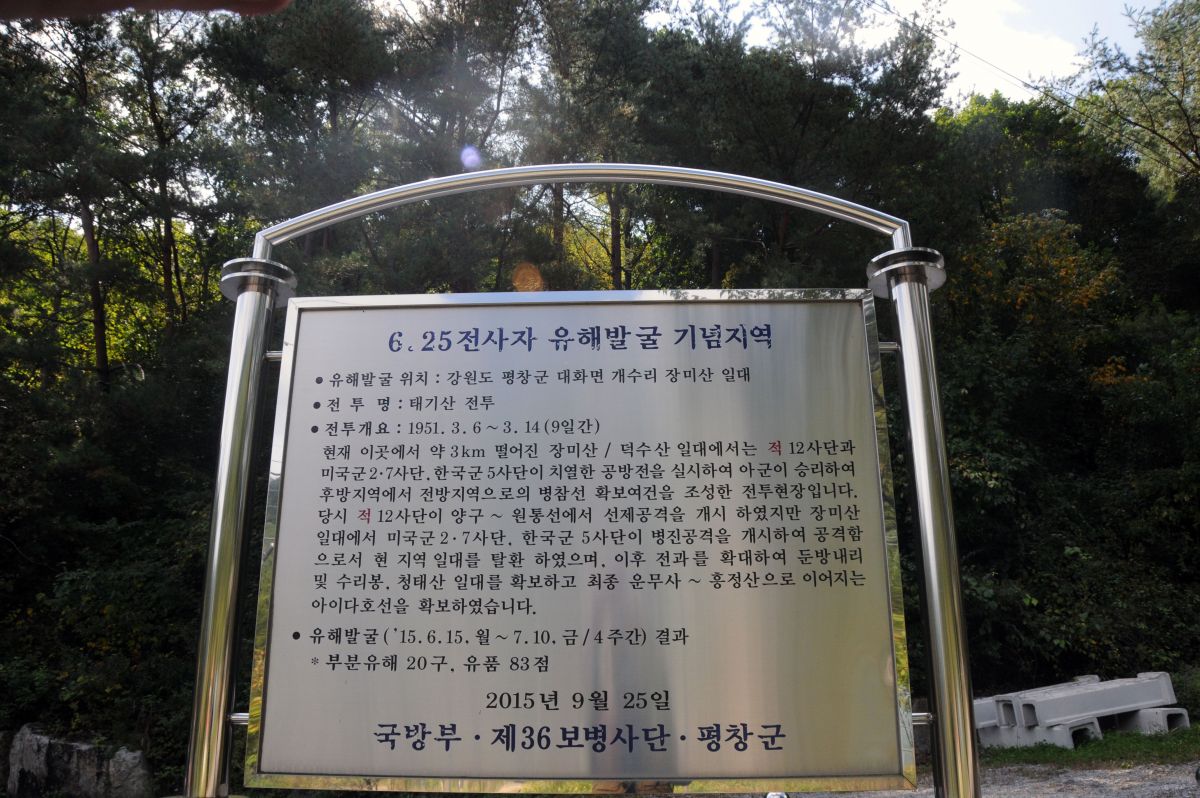 6.25전사자 유해발굴 기념지역
• 유해발굴 위치 : 강원도 평창군 대화면 개수리 장미산 일대
• 전 투 명 : 태기산 전투
• 전투개요 : 1951. 3. 6 ~ 3. 14 (9일간)
현재 이곳에서 약 3km 떨어진 장미산 / 덕수산 일대에서는 적 12사단과
미국군 2·7사단, 한국군 5사단이 치열한 공방전을 실시하여 아군이 승리하여
후방지역에서 전방지역으로의 병참선 확보여건을 조성한 전투현장입니다.
당시 적 12사단이 양구 ~ 원통선에서 선제공격을 개시 하였지만 장미산
일대에서 미국군 2·7사단, 한국군 5사단이 병진공격을 개시하여 공격함
으로서 현 지역 일대를 탈환 하였으며, 이후 전과를 확대하여 둔방내리
및 수리봉, 청태산 일대를 확보하고 최종 운무사 ~ 흥정산으로 이어지는
아이다호선을 확보하였습니다.
• 유해발굴 ('15. 6. 15, 월 ~ 7. 10, 금 / 4주간) 결과
* 부분유해 20구, 유품 83점
2015년 9월 25일
국방부 · 제36보병사단 · 평창군